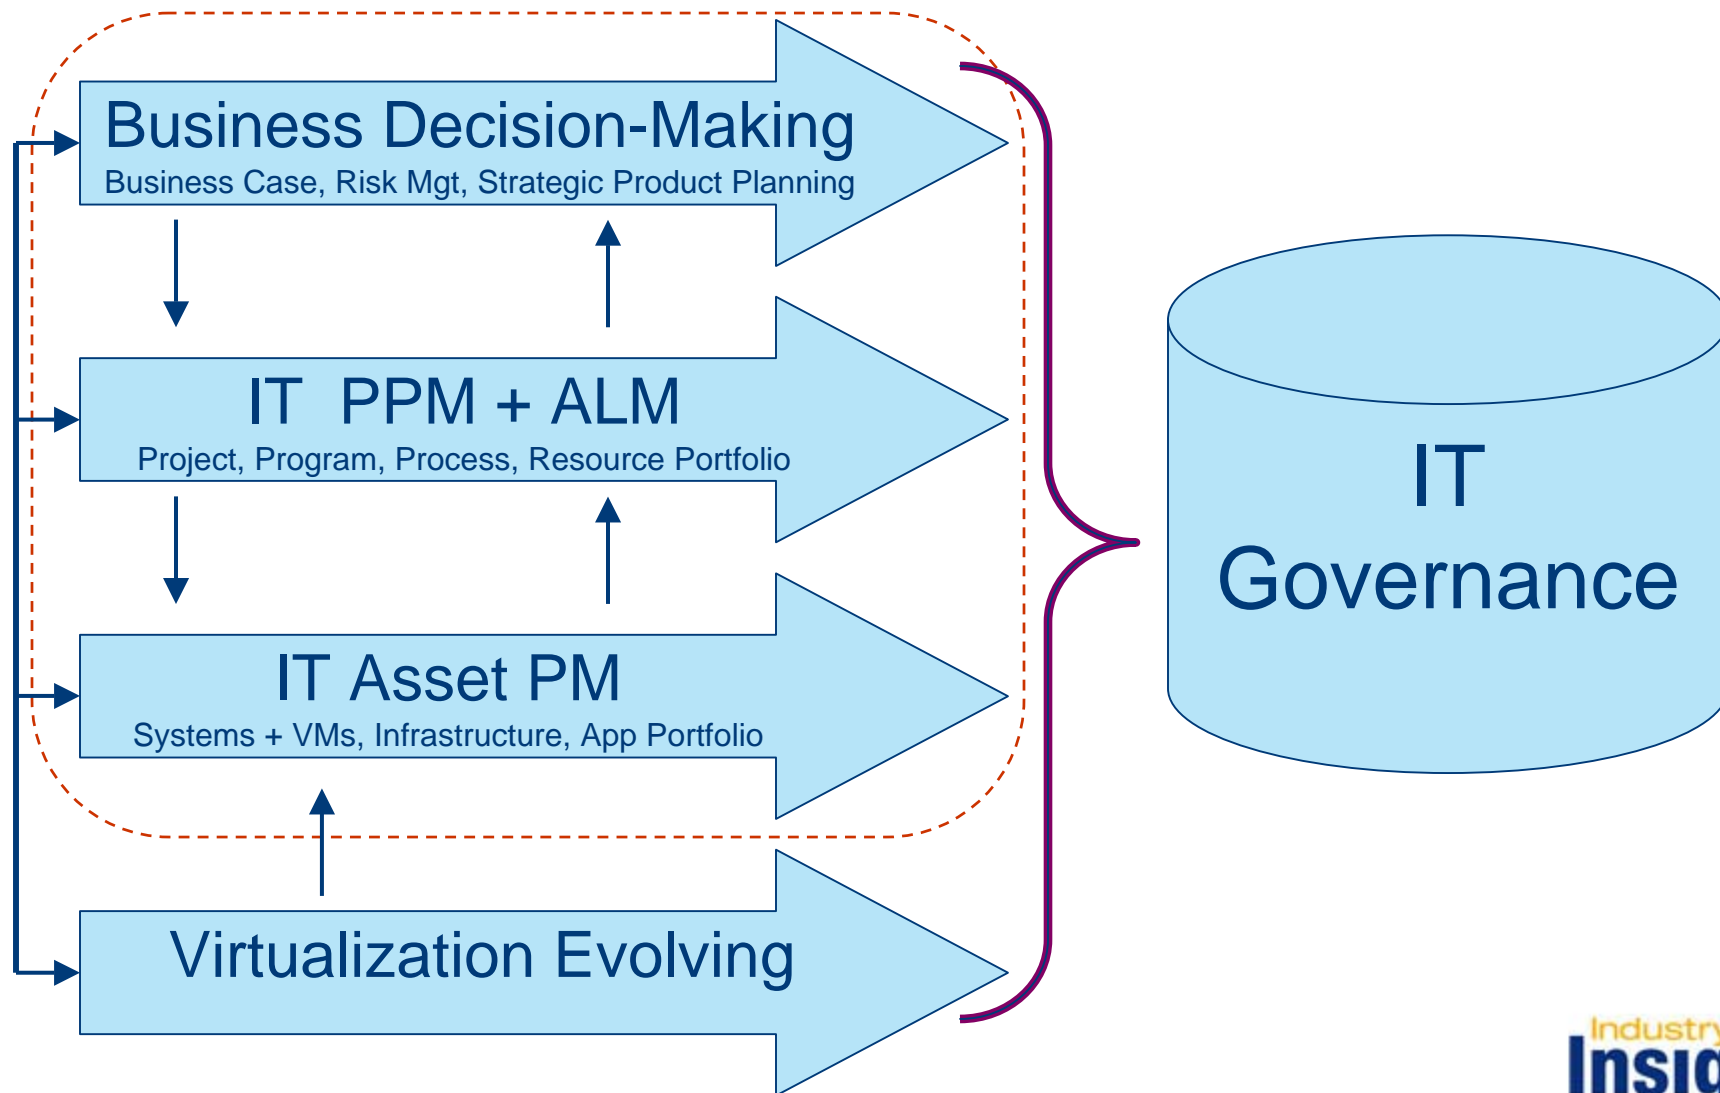 Business Decision-Making
Business Case, Risk Mgt, Strategic Product Planning
IT PPM + ALM
Project, Program, Process, Resource Portfolio
IT Asset PM
Systems + VMs, Infrastructure, App Portfolio
Virtualization Evolving
IT
Governance
Industry